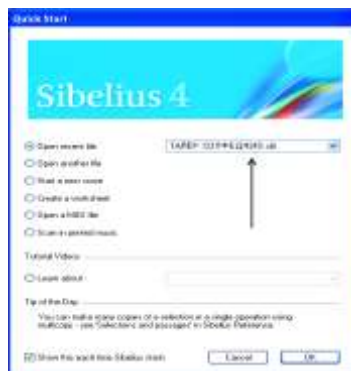 Quick Start
Sibelius 4
Open recent file
Open another file
Start a new score
Create a worksheet
Open a MIDI file
Scan in printed music
Tutorial Videos
Learn about
Tip of the Day
You can make many copies of a selection in a single operation using
multicopy - see 'Selections and passages' in Sibelius Reference.
Show this each time Sibelius starts
Cancel
OK